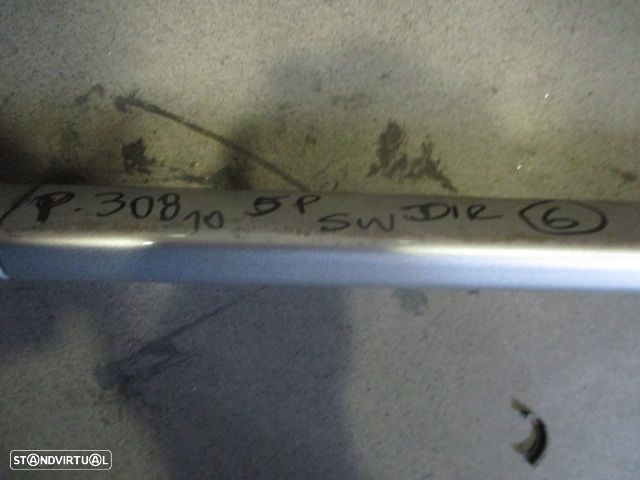 P. 308 10 5P SW DIR 6
STANDVIRTUAL